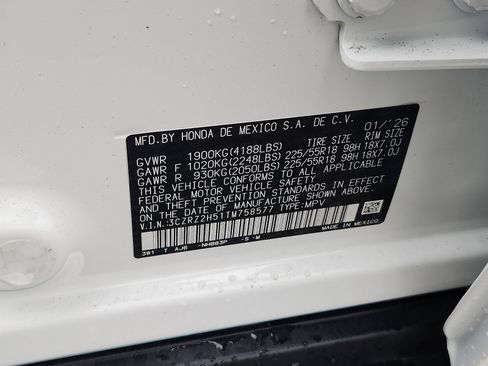 MFD.BY HONDA DE MEXICO S.A. DE C.V. 01/'26
GVWR 1900KG(4188LBS) TIRE SIZE RIM SIZE
GAWR F 1020KG(2248LBS) 225/55R18 98H 18X7.0J
GAWR R 930KG(2050LBS) 225/55R18 98H 18X7.0J
THIS VEHICLE CONFORMS TO ALL APPLICABLE
FEDERAL MOTOR VEHICLE SAFETY
AND THEFT PREVENTION STANDARDS IN EFFECT
ON THE DATE OF MANUFACTURE SHOWN ABOVE.
V.I.N.:3CZRZ2H51TM758577 TYPE:MPV
3W1 T AJ6 -NH883P -S -M
MADE IN MEXICO